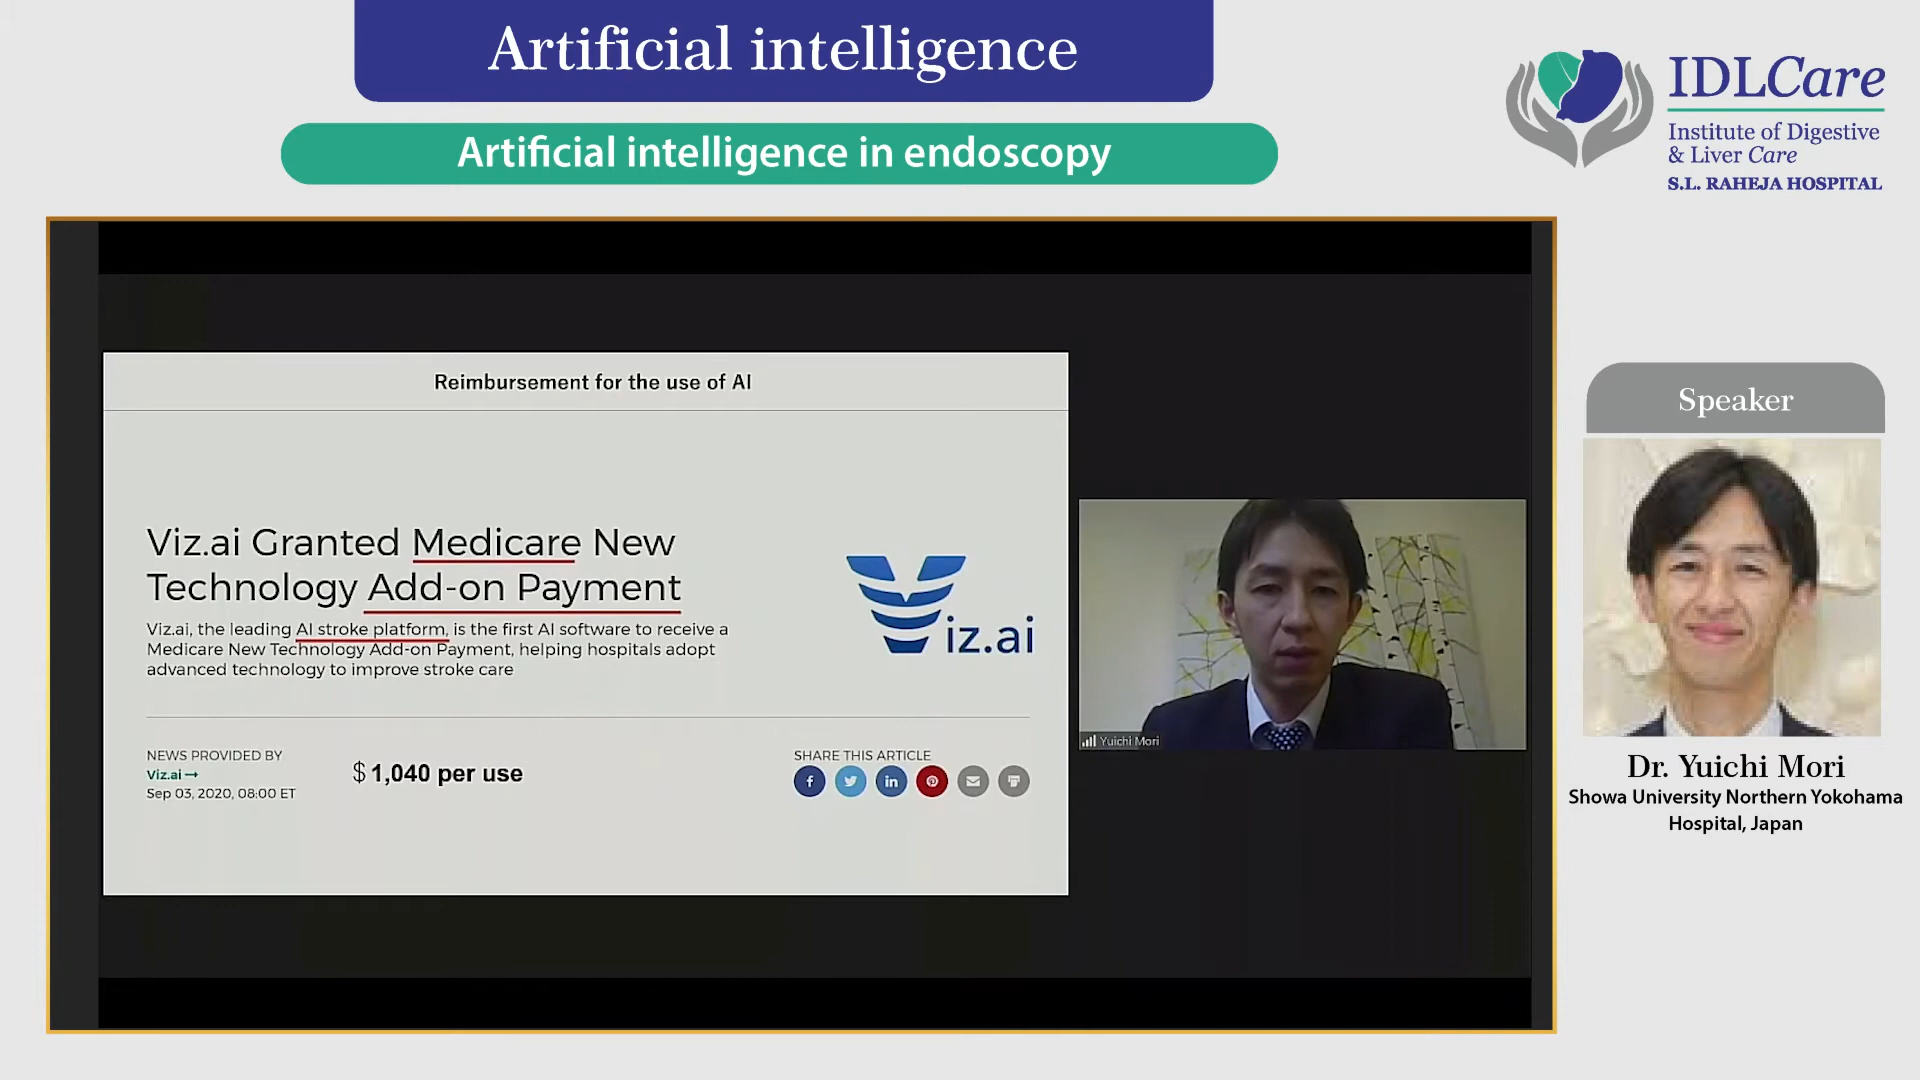 Artificial intelligence
Artificial intelligence in endoscopy
IDLCare
Institute of Digestive
& Liver Care
S.L. RAHEJA HOSPITAL
Reimbursement for the use of AI
Viz.ai Granted Medicare New
Technology Add-on Payment
Viz.ai, the leading AI stroke platform, is the first AI software to receive a
Medicare New Technology Add-on Payment, helping hospitals adopt
advanced technology to improve stroke care
Viz.ai
NEWS PROVIDED BY
Viz.ai→
Sep 03, 2020, 08:00 ET
$1,040 per use
SHARE THIS ARTICLE
f
in
Yuichi Mori
Speaker
Dr. Yuichi Mori
Showa University Northern Yokohama
Hospital, Japan